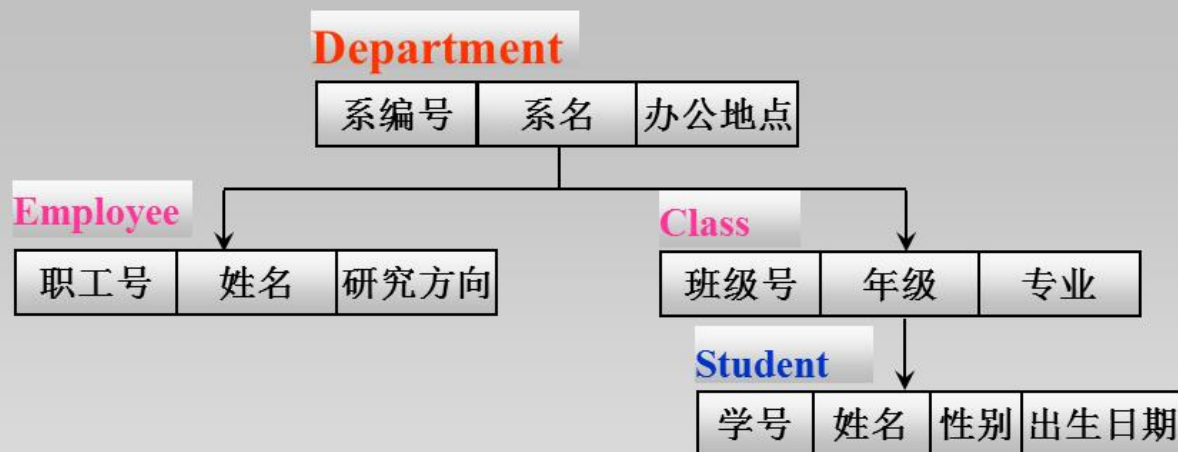 Department
系编号 系名 办公地点
Employee
职工号 姓名 研究方向
Class
班级号 年级 专业
Student
学号 姓名 性别 出生日期